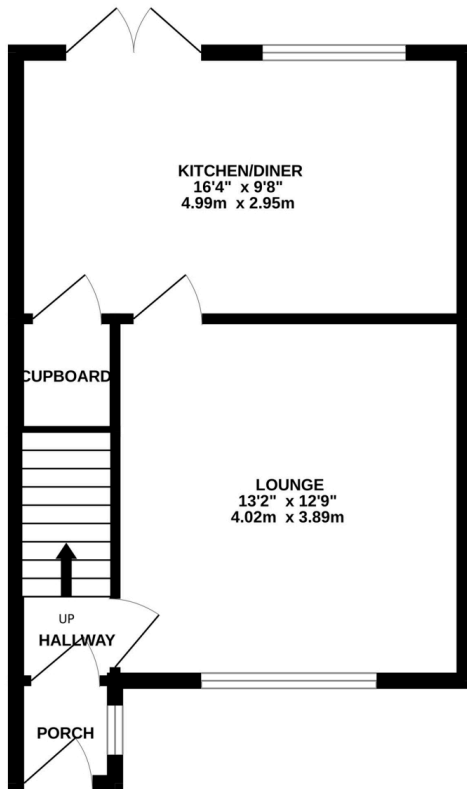 KITCHEN/DINER
16'4" x 9'8"
4.99m x 2.95m
CUPBOARD
LOUNGE
13'2" x 12'9"
4.02m x 3.89m
UP
HALLWAY
PORCH